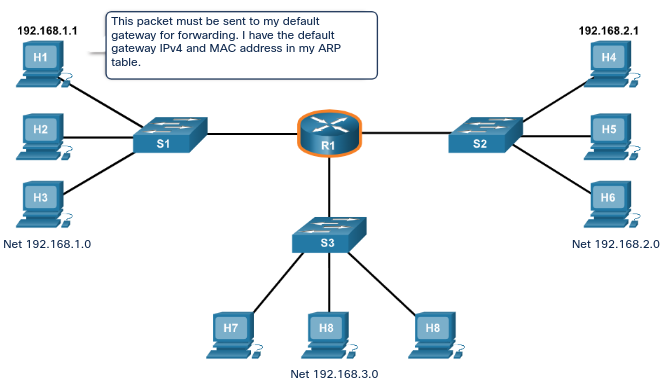 192.168.1.1
This packet must be sent to my default
gateway for forwarding. I have the default
gateway IPv4 and MAC address in my ARP
table.
192.168.2.1
H1
H4
H2
S1
R1
S2
H5
H3
H6
Net 192.168.1.0
S3
Net 192.168.2.0
H7
H8
H8
Net 192.168.3.0